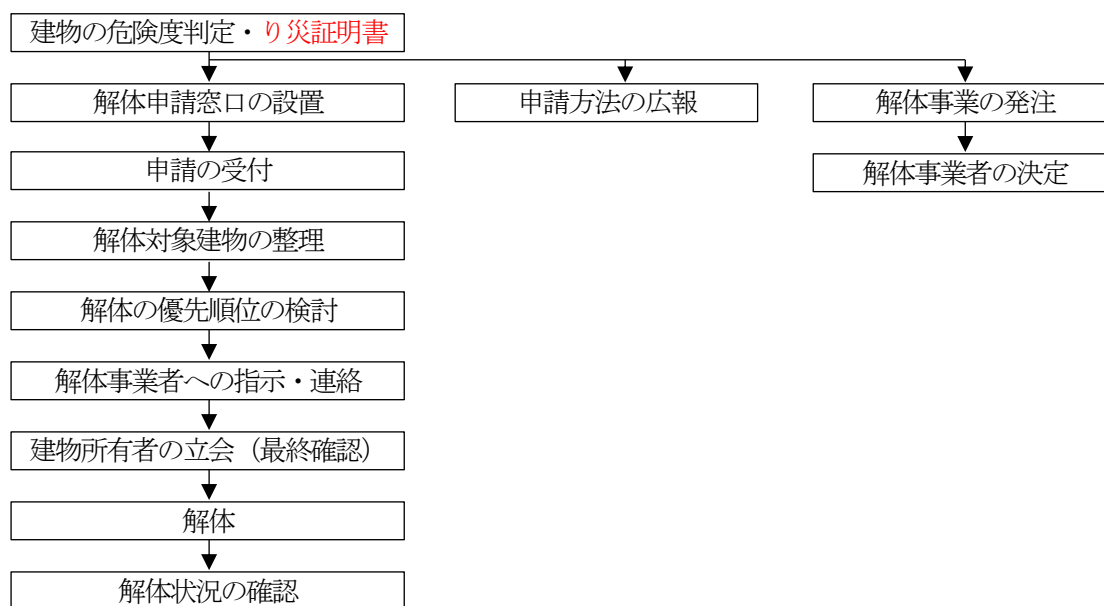 建物の危険度判定・り災証明書
解体申請窓口の設置
申請方法の広報
解体事業の発注
申請の受付
解体事業者の決定
解体対象建物の整理
解体の優先順位の検討
解体事業者への指示・連絡
建物所有者の立会（最終確認）
解体
解体状況の確認